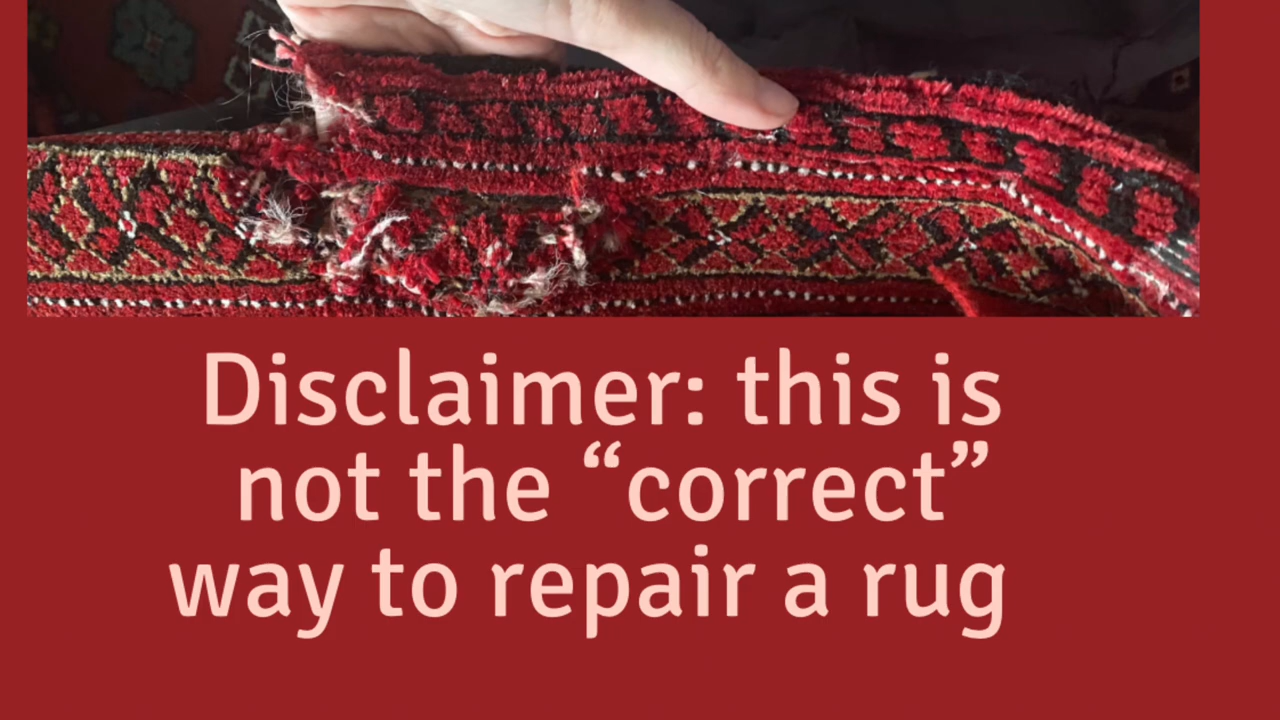 Disclaimer: this is
not the “correct”
way to repair a rug